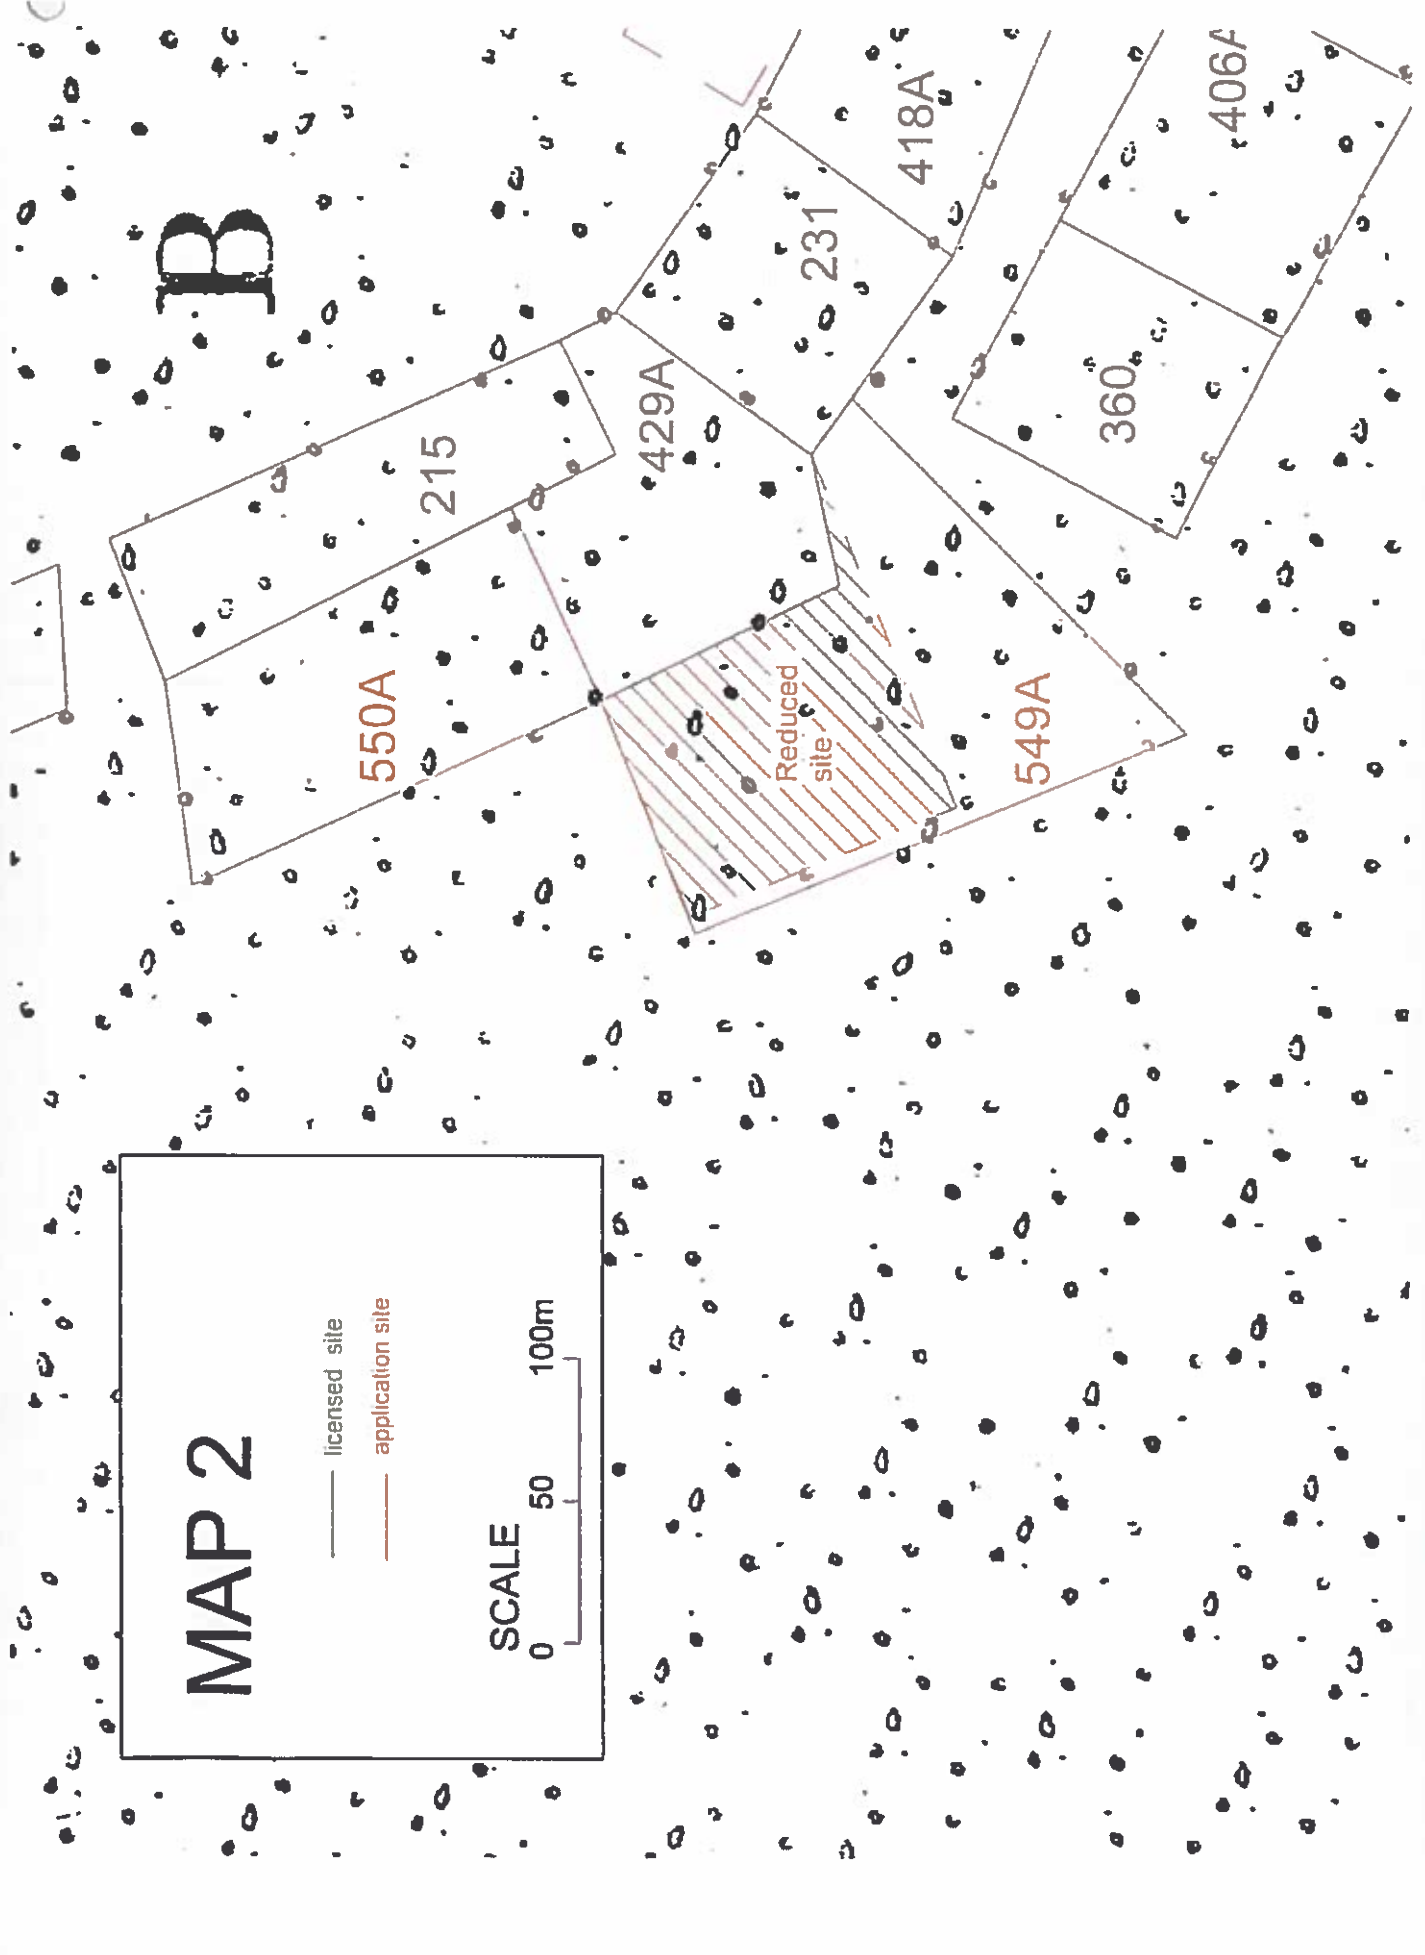 B
215
429A
231
418A
406A
360
550A
549A
Reduced
site
MAP 2
licensed site
application site
SCALE
0 50 100m